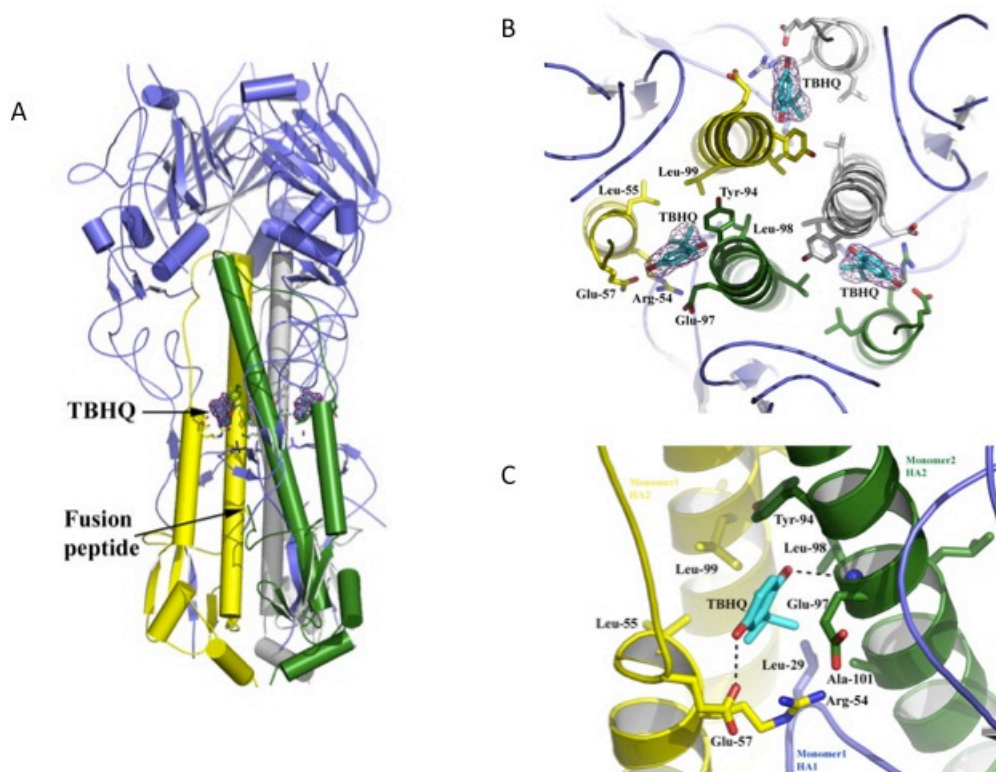 A
TBHQ
Fusion
peptide
B
TBHQ
Leu-99
Leu-55
Tyr-94
TBHQ
Leu-98
Glu-57
Arg-54
Glu-97
TBHQ
C
Monomer1
HA2
Monomer2
HA2
Tyr-94
Leu-99
Leu-98
TBHQ
Glu-97
Leu-55
Leu-29
Ala-101
Arg-54
Glu-57
Monomer1
HA1